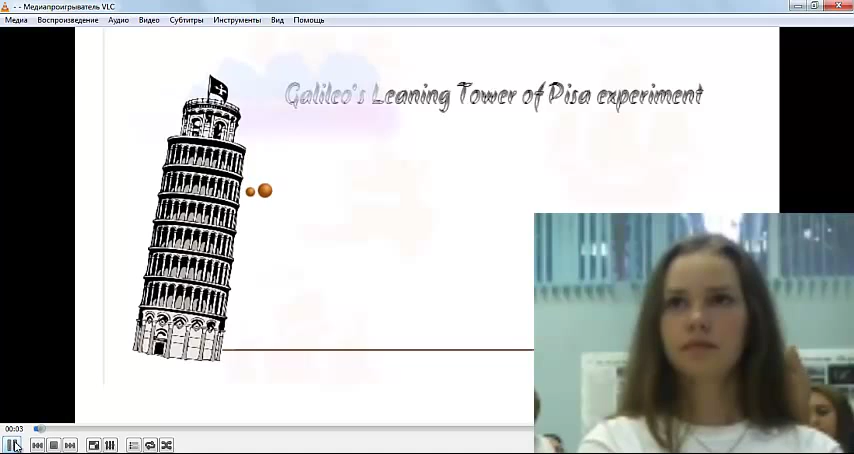 - - Медиапроигрыватель VLC
Медиа Воспроизведение Аудио Видео Субтитры Инструменты Вид Помощь
Galileo's Leaning Tower of Pisa experiment
00:03